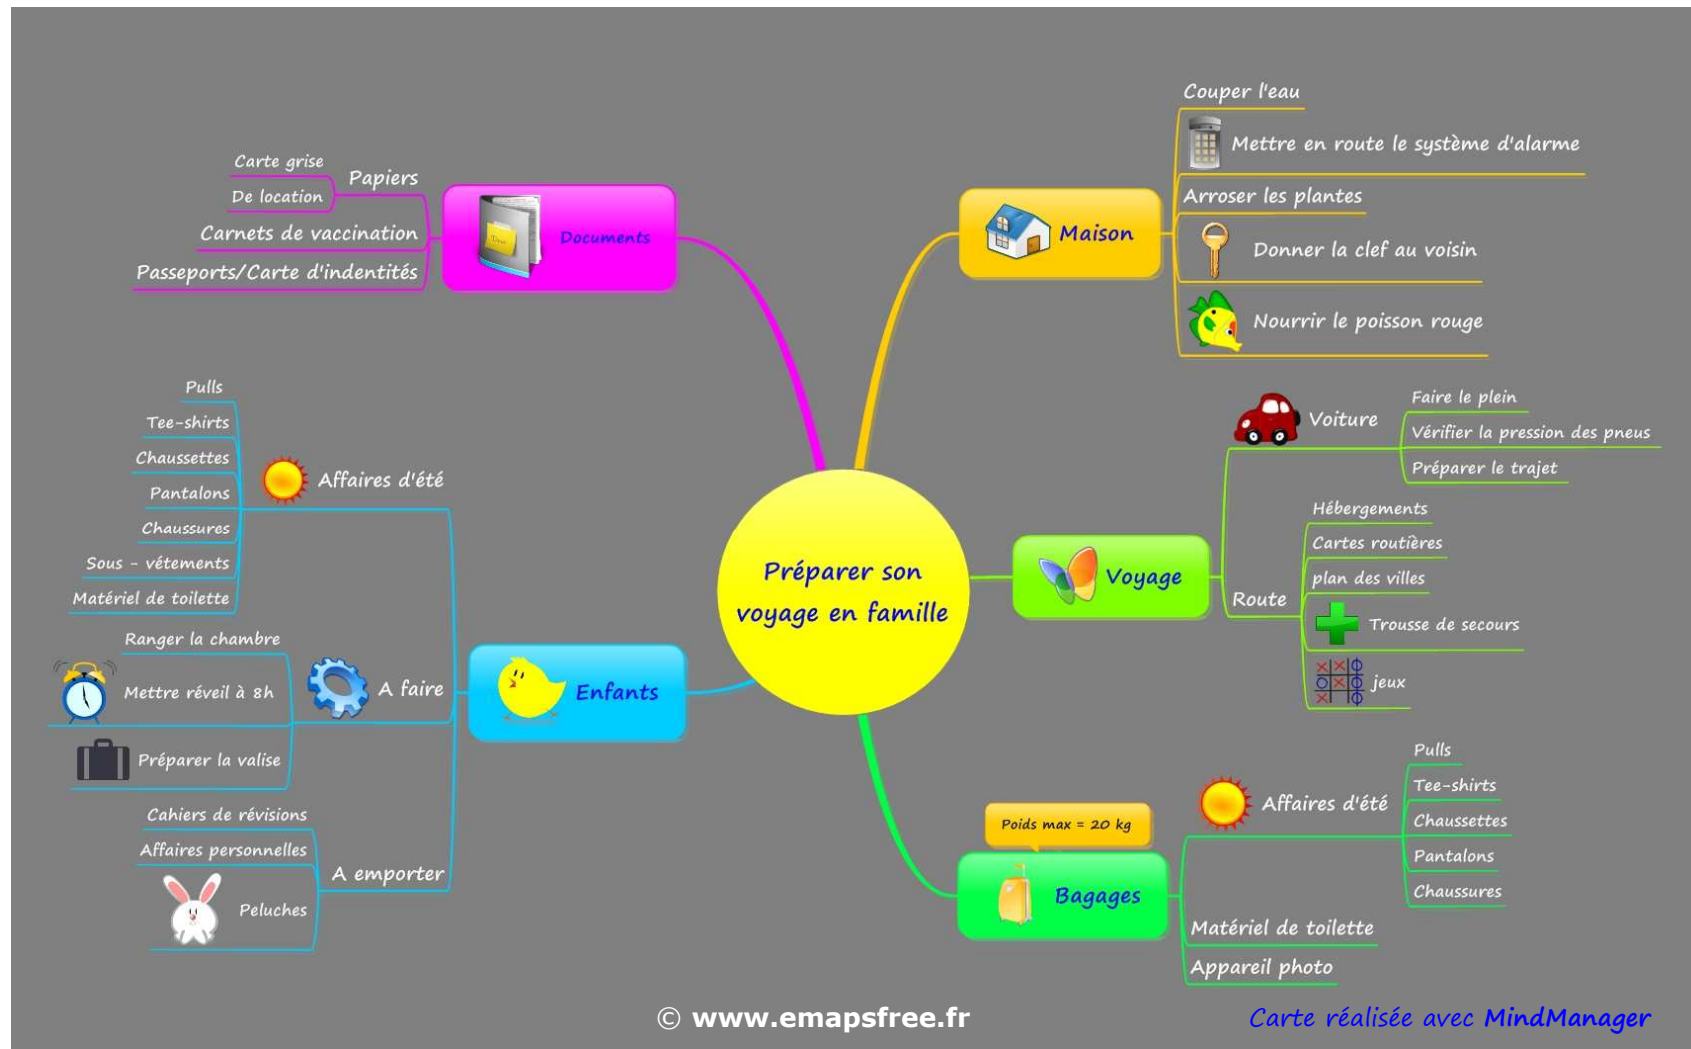 Préparer son
voyage en famille
Maison
Couper l'eau
Mettre en route le système d'alarme
Arroser les plantes
Donner la clef au voisin
Nourrir le poisson rouge
Voyage
Voiture
Faire le plein
Vérifier la pression des pneus
Préparer le trajet
Route
Hébergements
Cartes routières
plan des villes
Trousse de secours
jeux
Poids max = 20 kg
Bagages
Affaires d'été
Pulls
Tee-shirts
Chaussettes
Pantalons
Chaussures
Matériel de toilette
Appareil photo
Documents
Papiers
Carte grise
De location
Carnets de vaccination
Passeports/Carte d'indentités
Enfants
Affaires d'été
Pulls
Tee-shirts
Chaussettes
Pantalons
Chaussures
Sous - vétements
Matériel de toilette
A faire
Ranger la chambre
Mettre réveil à 8h
Préparer la valise
A emporter
Cahiers de révisions
Affaires personnelles
Peluches
© www.emapsfree.fr
Carte réalisée avec MindManager